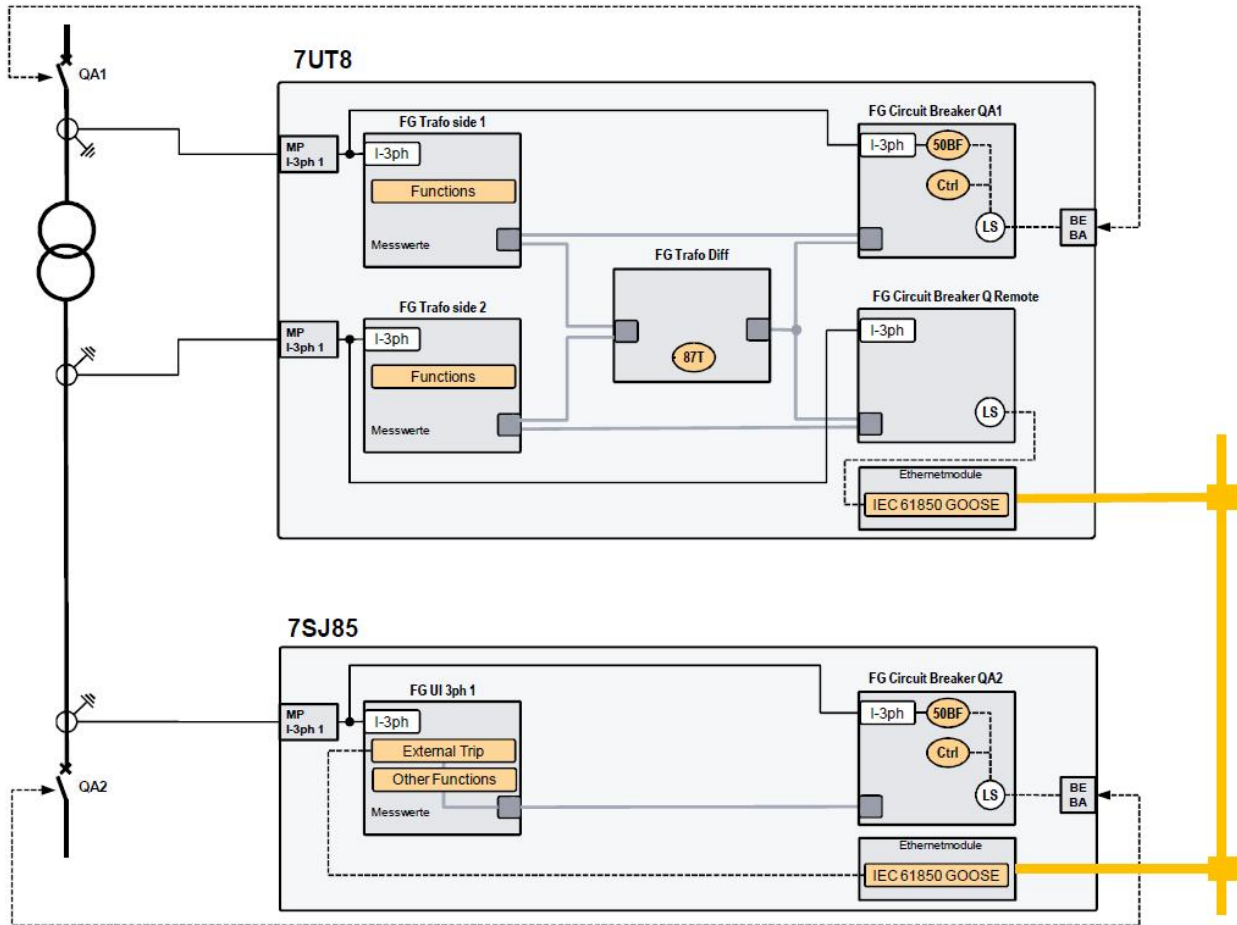 QA1
7UT8
FG Trafo side 1
FG Circuit Breaker QA1
MP
I-3ph 1
I-3ph
Functions
Messwerte
I-3ph
50BF
Ctrl
LS
BE
BA
FG Trafo Diff
87T
FG Trafo side 2
FG Circuit Breaker Q Remote
MP
I-3ph 1
I-3ph
Functions
Messwerte
I-3ph
LS
Ethernetmodule
IEC 61850 GOOSE
7SJ85
FG UI 3ph 1
FG Circuit Breaker QA2
MP
I-3ph 1
I-3ph
External Trip
Other Functions
Messwerte
I-3ph
50BF
Ctrl
LS
BE
BA
QA2
Ethernetmodule
IEC 61850 GOOSE